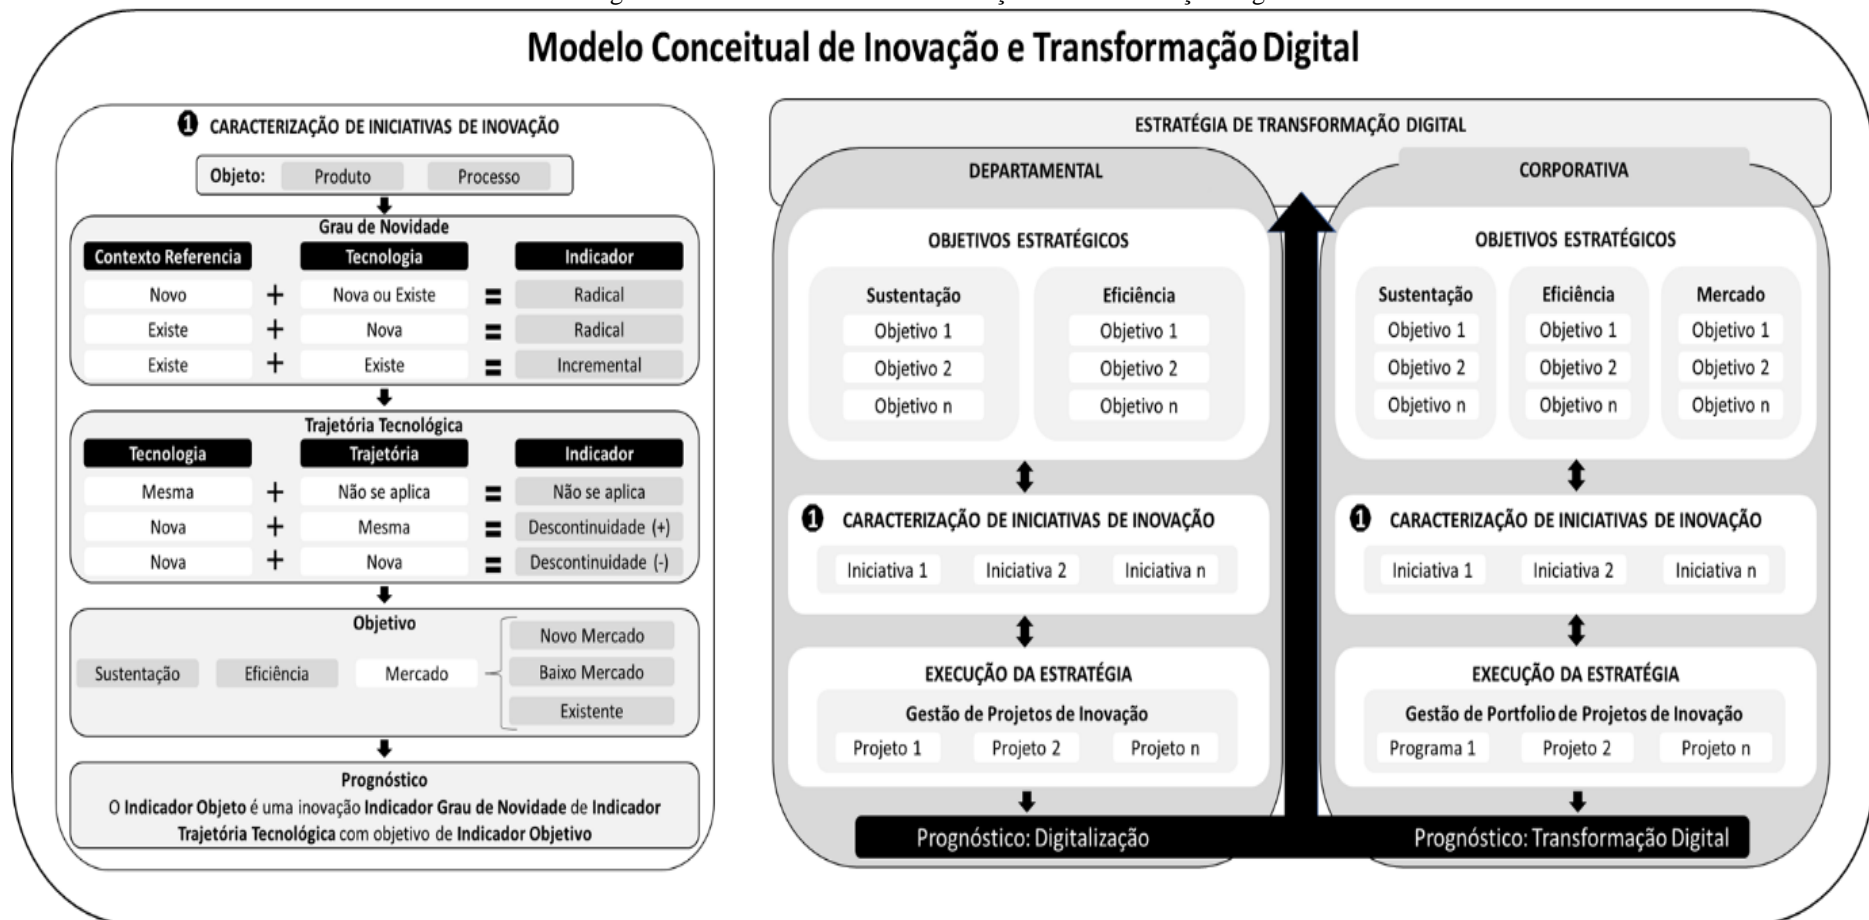 Modelo Conceitual de Inovação e Transformação Digital
1 CARACTERIZAÇÃO DE INICIATIVAS DE INOVAÇÃO
Objeto: Produto Processo
Grau de Novidade
Contexto Referencia Tecnologia Indicador
Novo + Nova ou Existe = Radical
Existe + Nova = Radical
Existe + Existe = Incremental
Trajetória Tecnológica
Tecnologia Trajetória Indicador
Mesma + Não se aplica = Não se aplica
Nova + Mesma = Descontinuidade (+)
Nova + Nova = Descontinuidade (-)
Objetivo
Sustentação Eficiência Mercado
Novo Mercado
Baixo Mercado
Existente
Prognóstico
O Indicador Objeto é uma inovação Indicador Grau de Novidade de Indicador
Trajetória Tecnológica com objetivo de Indicador Objetivo
ESTRATÉGIA DE TRANSFORMAÇÃO DIGITAL
DEPARTAMENTAL
OBJETIVOS ESTRATÉGICOS
Sustentação Eficiência
Objetivo 1 Objetivo 1
Objetivo 2 Objetivo 2
Objetivo n Objetivo n
1 CARACTERIZAÇÃO DE INICIATIVAS DE INOVAÇÃO
Iniciativa 1 Iniciativa 2 Iniciativa n
EXECUÇÃO DA ESTRATÉGIA
Gestão de Projetos de Inovação
Projeto 1 Projeto 2 Projeto n
Prognóstico: Digitalização
CORPORATIVA
OBJETIVOS ESTRATÉGICOS
Sustentação Eficiência Mercado
Objetivo 1 Objetivo 1 Objetivo 1
Objetivo 2 Objetivo 2 Objetivo 2
Objetivo n Objetivo n Objetivo n
1 CARACTERIZAÇÃO DE INICIATIVAS DE INOVAÇÃO
Iniciativa 1 Iniciativa 2 Iniciativa n
EXECUÇÃO DA ESTRATÉGIA
Gestão de Portfolio de Projetos de Inovação
Programa 1 Projeto 2 Projeto n
Prognóstico: Transformação Digital